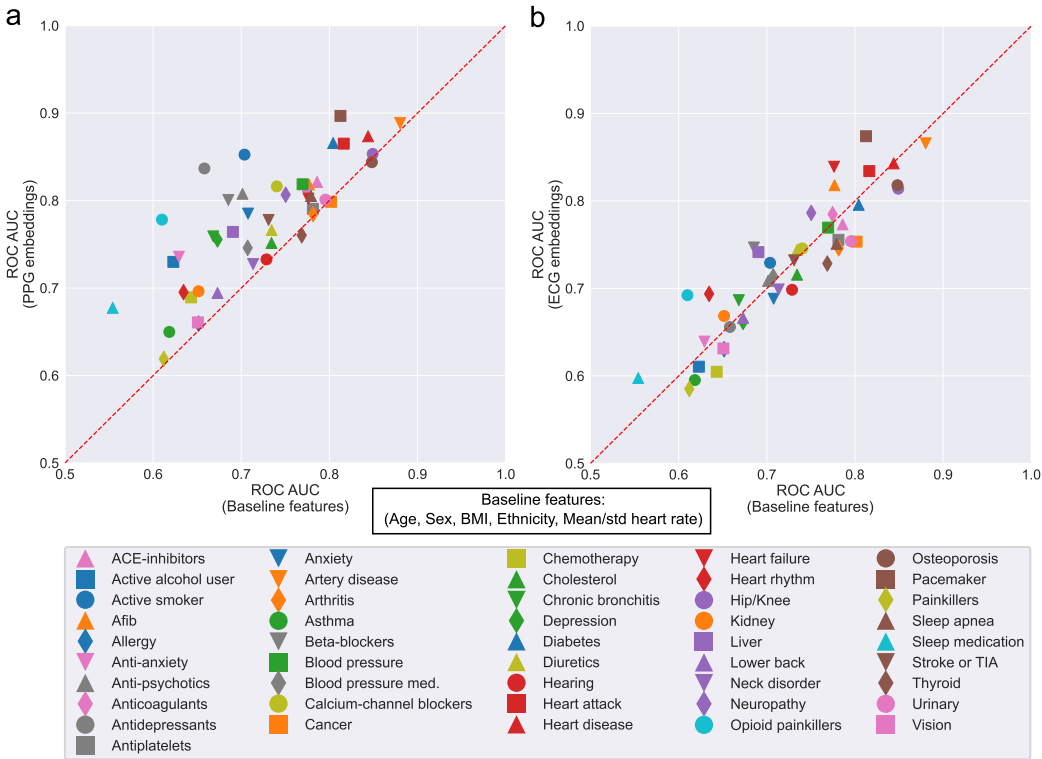 a
b
1.0
0.9
0.8
0.7
0.6
0.5
ROC AUC
(PPG embeddings)
0.5 0.6 0.7 0.8 0.9 1.0
ROC AUC
(Baseline features)
1.0
0.9
0.8
0.7
0.6
0.5
ROC AUC
(ECG embeddings)
0.5 0.6 0.7 0.8 0.9 1.0
ROC AUC
(Baseline features)
Baseline features:
(Age, Sex, BMI, Ethnicity, Mean/std heart rate)
ACE-inhibitors
Active alcohol user
Active smoker
Afib
Allergy
Anti-anxiety
Anti-psychotics
Anticoagulants
Antidepressants
Antiplatelets
Anxiety
Artery disease
Arthritis
Asthma
Beta-blockers
Blood pressure
Blood pressure med.
Calcium-channel blockers
Cancer
Chemotherapy
Cholesterol
Chronic bronchitis
Depression
Diabetes
Diuretics
Hearing
Heart attack
Heart disease
Heart failure
Heart rhythm
Hip/Knee
Kidney
Liver
Lower back
Neck disorder
Neuropathy
Opioid painkillers
Osteoporosis
Pacemaker
Painkillers
Sleep apnea
Sleep medication
Stroke or TIA
Thyroid
Urinary
Vision